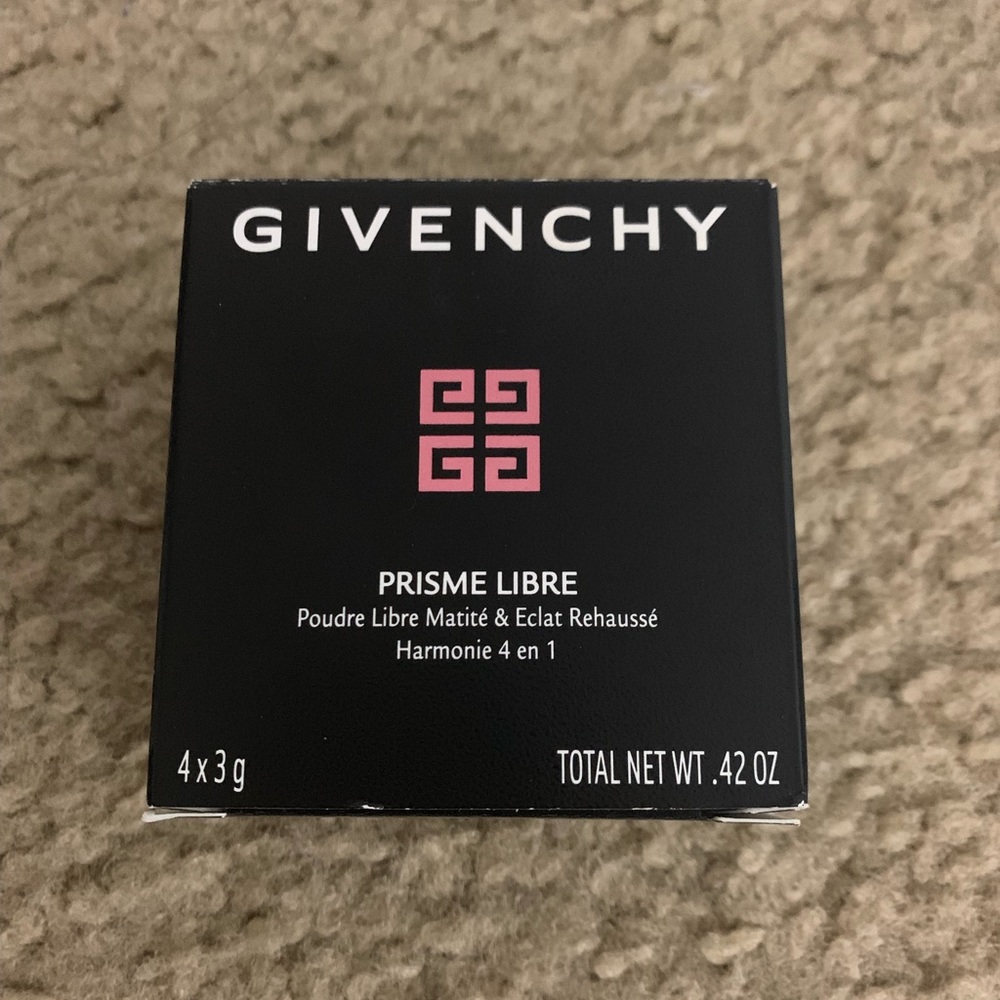 GIVENCHY
PRISME LIBRE
Poudre Libre Matité & Eclat Rehaussé
Harmonie 4 en 1
4 x 3 g
TOTAL NET WT .42 OZ